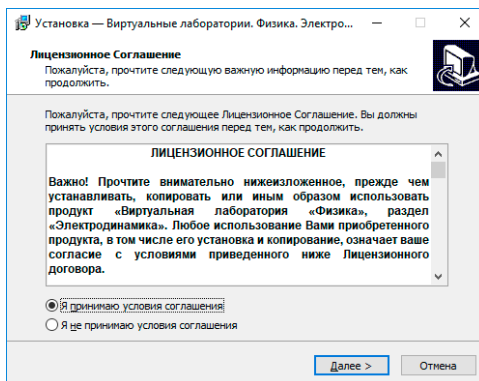 Установка — Виртуальные лаборатории. Физика. Электро...
Лицензионное Соглашение
Пожалуйста, прочтите следующую важную информацию перед тем, как
продолжить.
Пожалуйста, прочтите следующее Лицензионное Соглашение. Вы должны
принять условия этого соглашения перед тем, как продолжить.
ЛИЦЕНЗИОННОЕ СОГЛАШЕНИЕ
Важно! Прочтите внимательно нижеизложенное, прежде чем
устанавливать, копировать или иным образом использовать
продукт «Виртуальная лаборатория «Физика», раздел
«Электродинамика». Любое использование Вами приобретенного
продукта, в том числе его установка и копирование, означает ваше
согласие с условиями приведенного ниже Лицензионного
договора.
Я принимаю условия соглашения
Я не принимаю условия соглашения
Далее >
Отмена